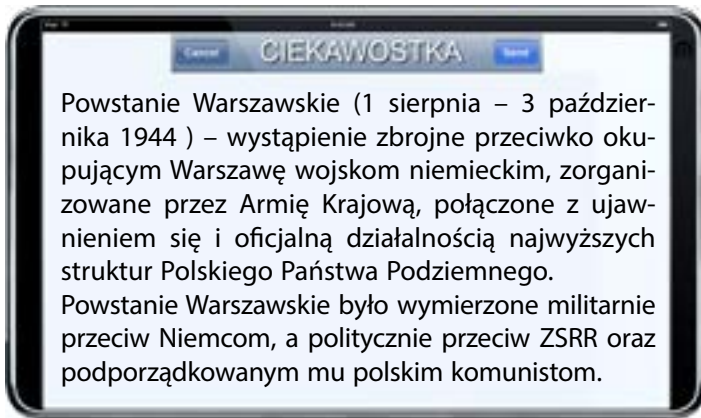 Cancel CIEKAWOSTKA Send
Powstanie Warszawskie (1 sierpnia – 3 paździer-
nika 1944 ) – wystąpienie zbrojne przeciwko oku-
pującym Warszawę wojskom niemieckim, zorgani-
zowane przez Armię Krajową, połączone z ujaw-
nieniem się i oficjalną działalnością najwyższych
struktur Polskiego Państwa Podziemnego.
Powstanie Warszawskie było wymierzone militarnie
przeciw Niemcom, a politycznie przeciw ZSRR oraz
podporządkowanym mu polskim komunistom.